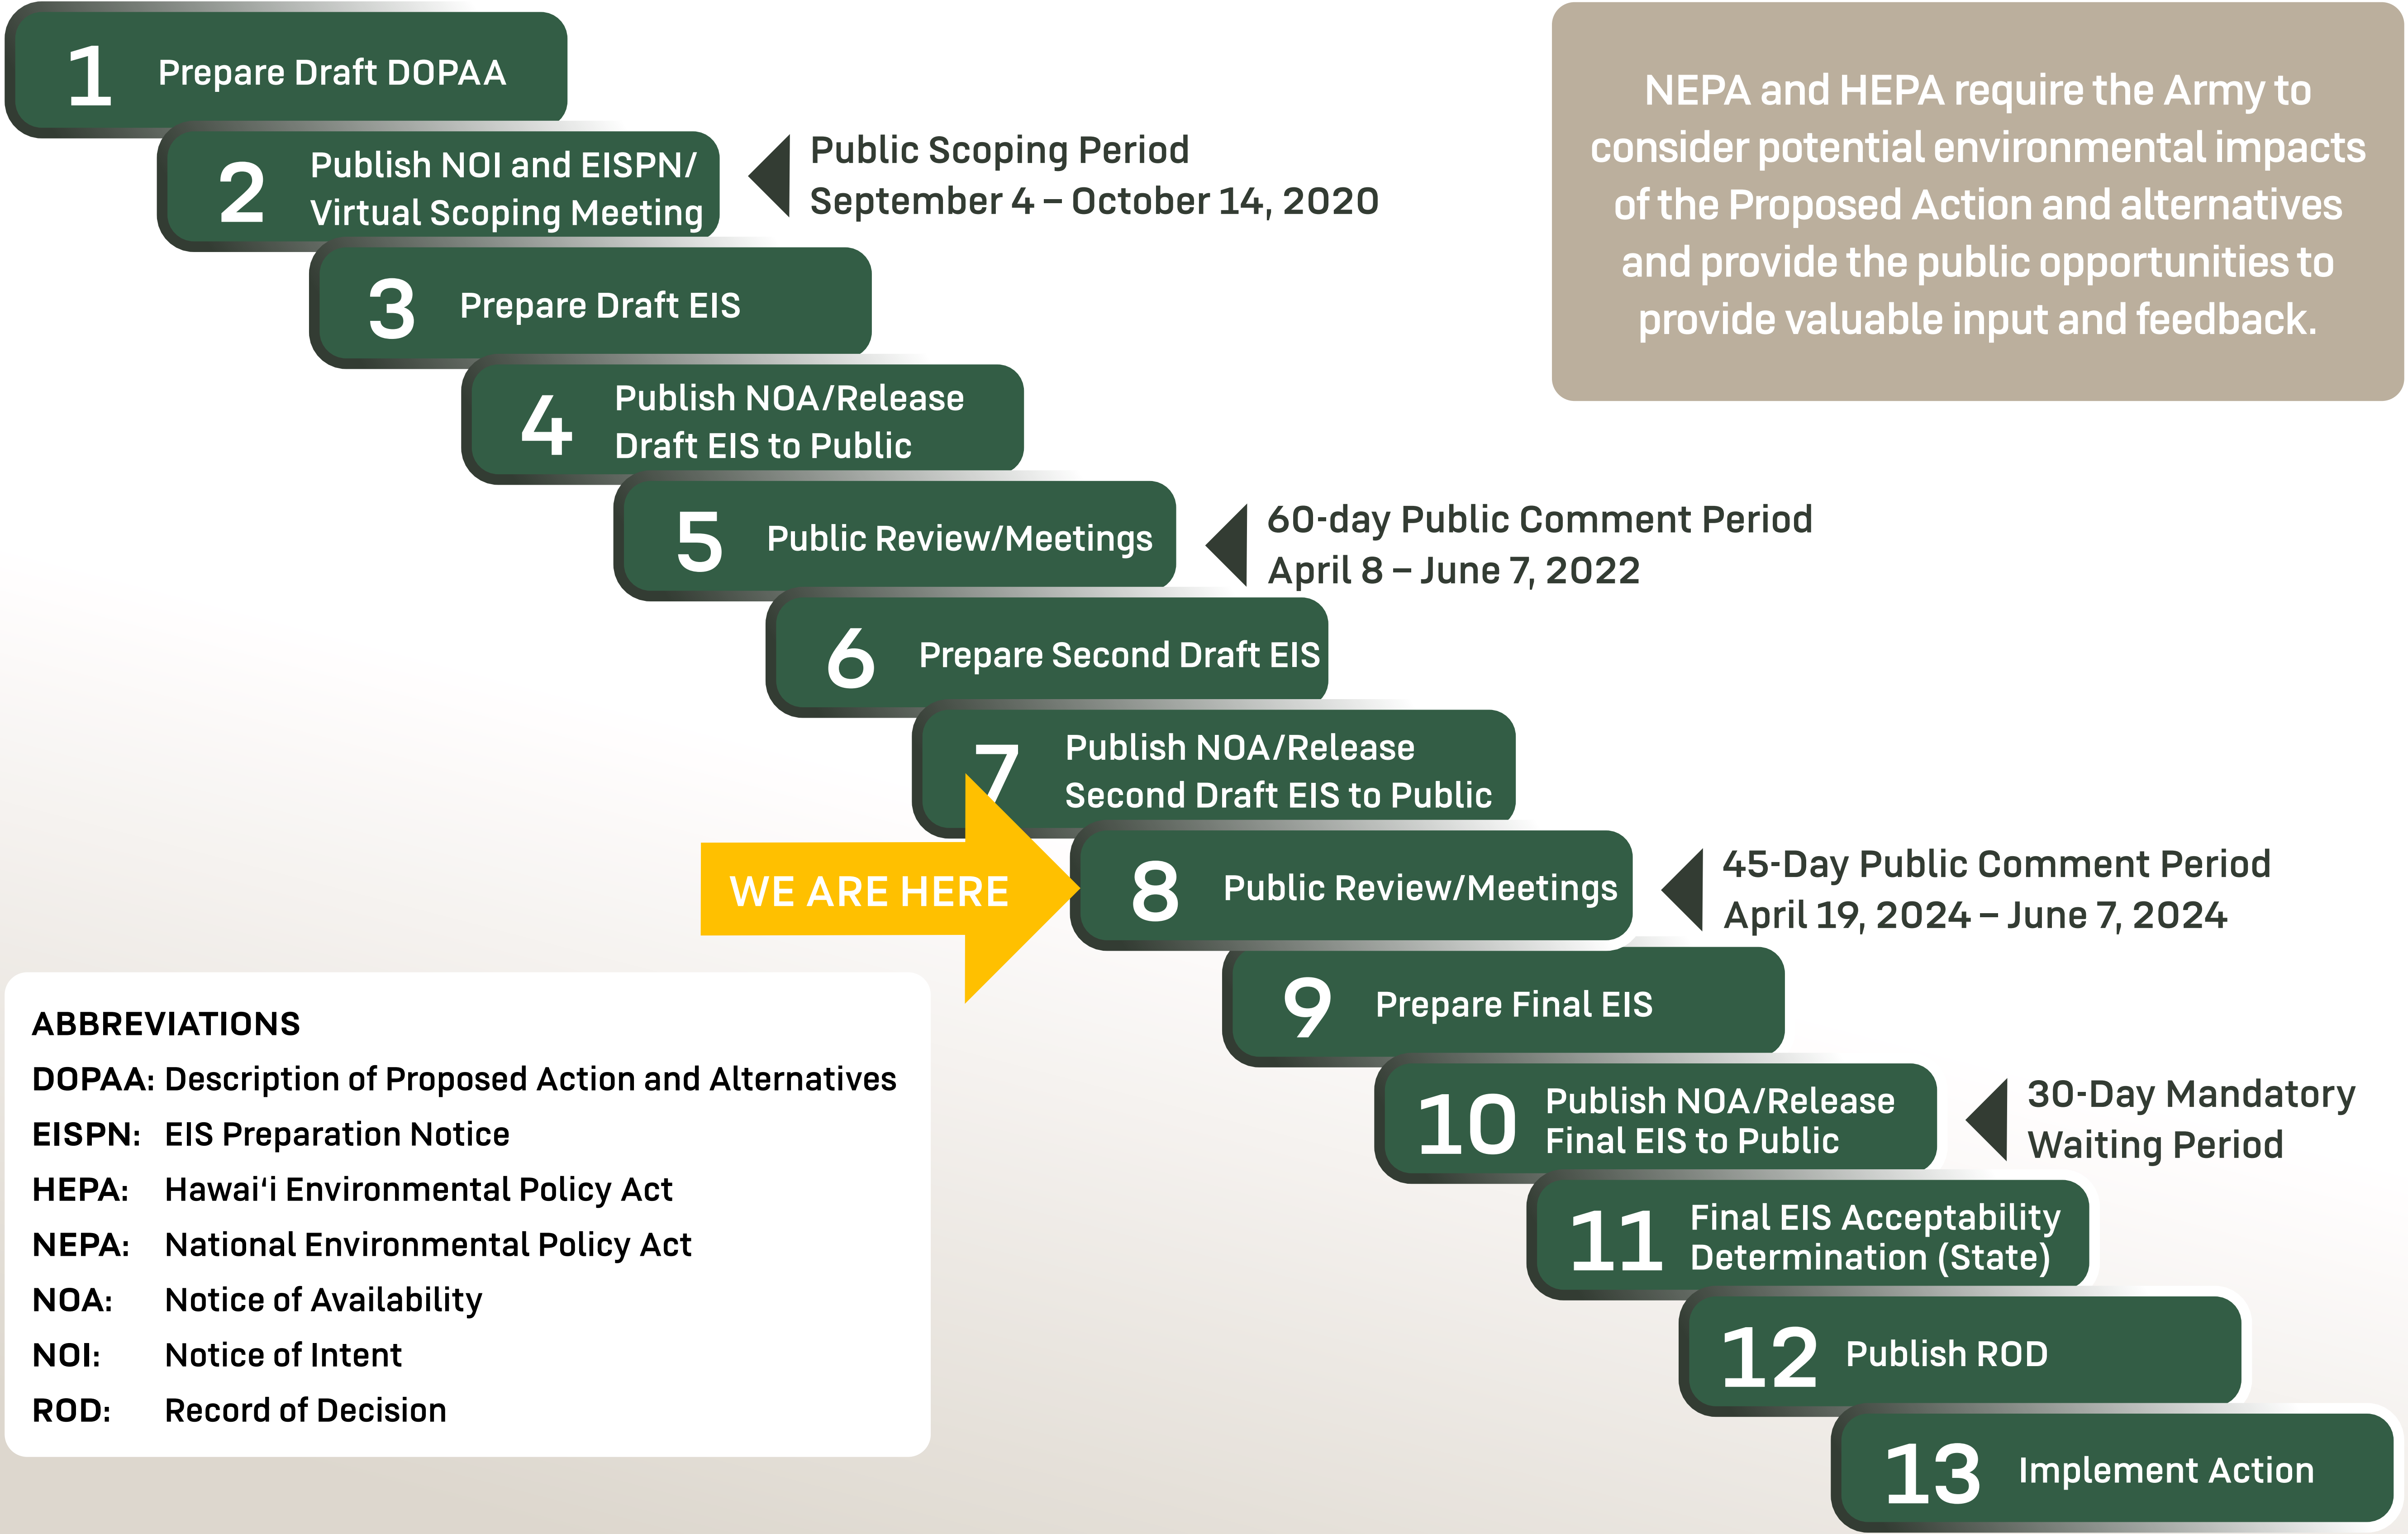 1 Prepare Draft DOPAA
NEPA and HEPA require the Army to
consider potential environmental impacts
of the Proposed Action and alternatives
and provide the public opportunities to
provide valuable input and feedback.
2 Publish NOI and EISPN/
Virtual Scoping Meeting
Public Scoping Period
September 4 – October 14, 2020
3 Prepare Draft EIS
4 Publish NOA/Release
Draft EIS to Public
5 Public Review/Meetings
60-day Public Comment Period
April 8 – June 7, 2022
6 Prepare Second Draft EIS
7 Publish NOA/Release
Second Draft EIS to Public
WE ARE HERE
8 Public Review/Meetings
45-Day Public Comment Period
April 19, 2024 – June 7, 2024
9 Prepare Final EIS
10 Publish NOA/Release
Final EIS to Public
30-Day Mandatory
Waiting Period
11 Final EIS Acceptability
Determination (State)
12 Publish ROD
13 Implement Action
ABBREVIATIONS
DOPAA: Description of Proposed Action and Alternatives
EISPN: EIS Preparation Notice
HEPA: Hawaiʻi Environmental Policy Act
NEPA: National Environmental Policy Act
NOA: Notice of Availability
NOI: Notice of Intent
ROD: Record of Decision